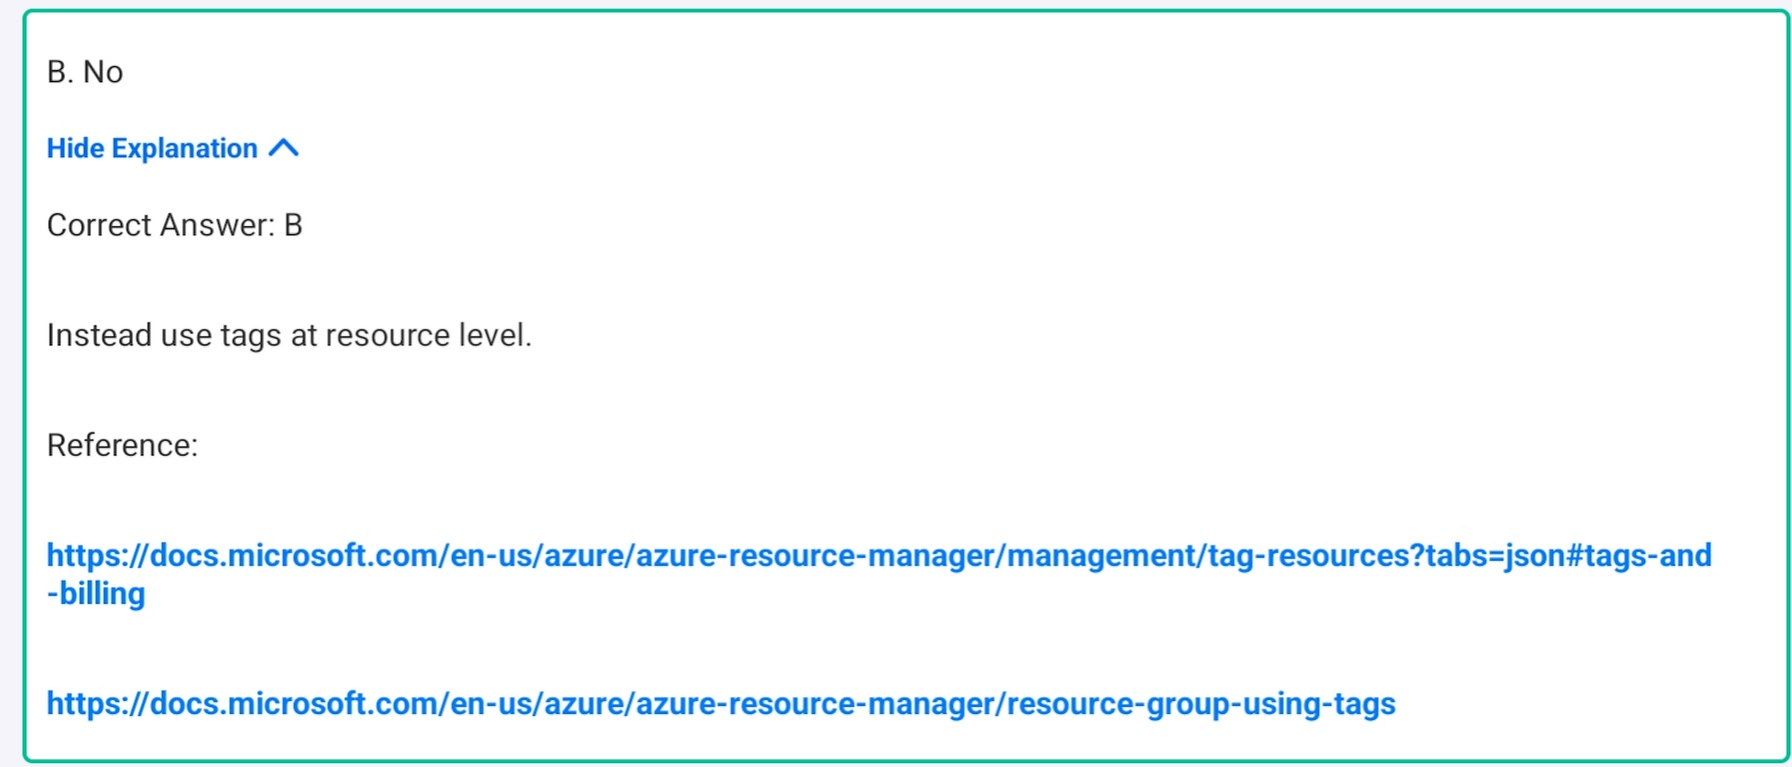 B. No
Hide Explanation
Correct Answer: B
Instead use tags at resource level.
Reference:
https://docs.microsoft.com/en-us/azure/azure-resource-manager/management/tag-resources?tabs=json#tags-and
-billing
https://docs.microsoft.com/en-us/azure/azure-resource-manager/resource-group-using-tags